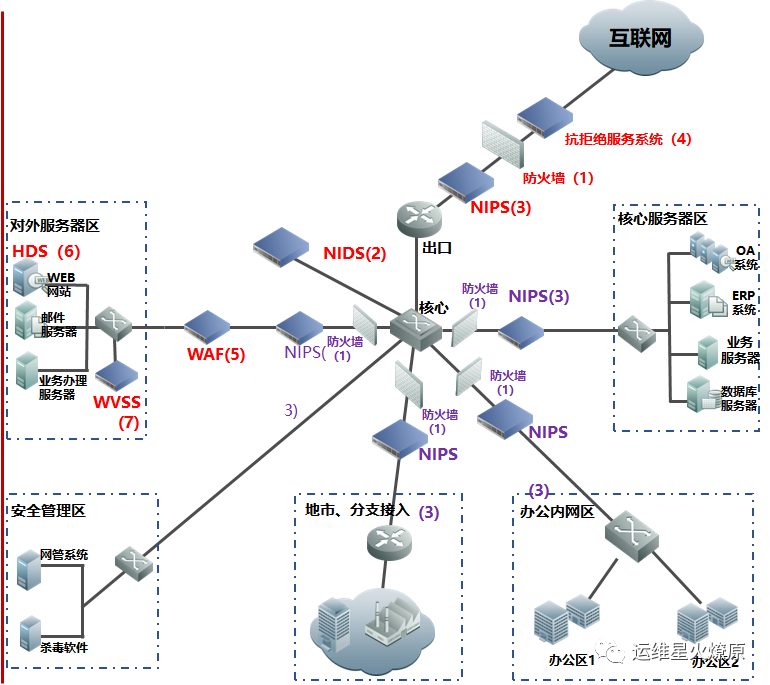 互联网
抗拒绝服务系统（4）
防火墙（1）
NIPS(3)
出口
对外服务器区
HDS（6）
WEB
网站
邮件
服务器
业务办理
服务器
WVSS
(7)
WAF(5)
NIDS(2)
NIPS(
防火墙
(1)
3)
核心
防火墙
(1)
NIPS(3)
核心服务器区
OA
系统
ERP
系统
业务
服务器
数据库
服务器
防火墙
(1)
NIPS
(3)
防火墙
(1)
NIPS
(3)
安全管理区
网管系统
杀毒软件
地市、分支接入
办公内网区
办公区1
办公区2
运维星火燎原